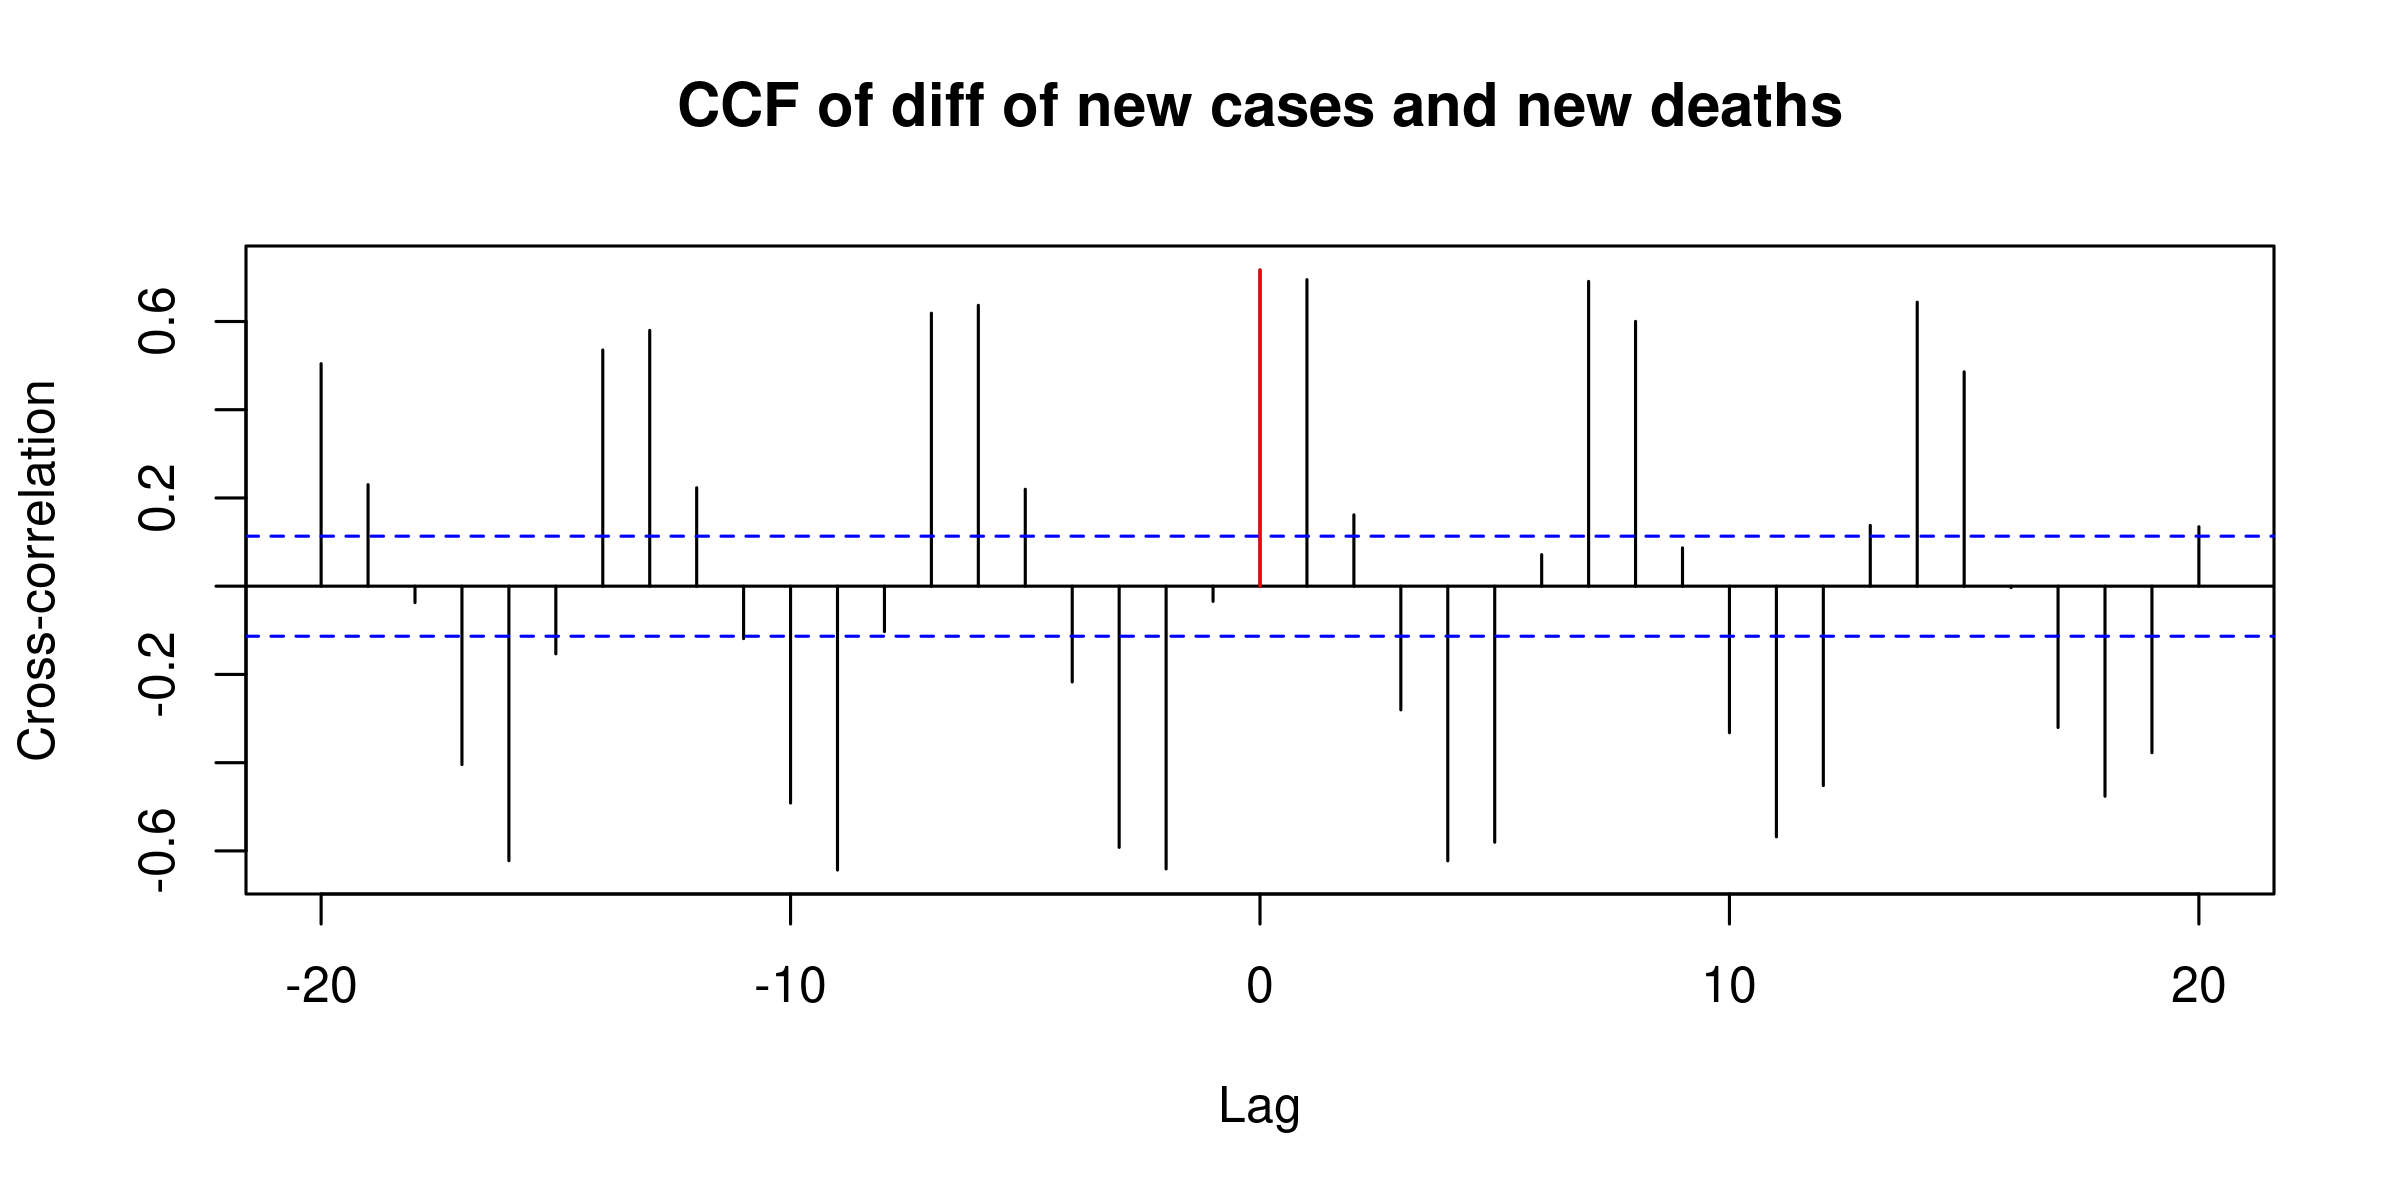 CCF of diff of new cases and new deaths
Cross-correlation
0.6
0.2
-0.2
-0.6
-20 -10 0 10 20
Lag